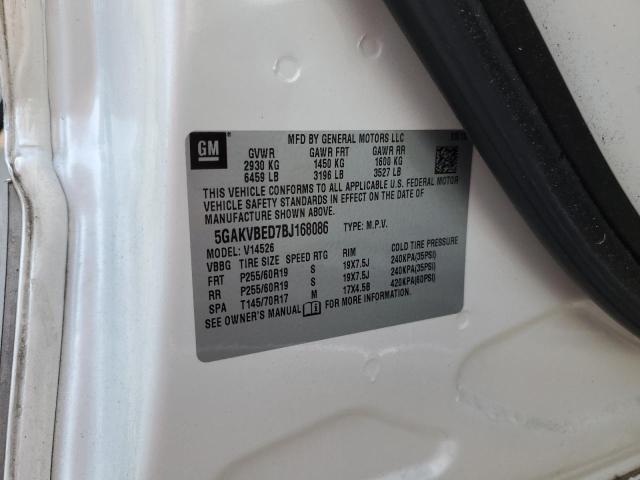 GM
MFD BY GENERAL MOTORS LLC
GVWR GAWR FRT GAWR RR
2930 KG 1450 KG 1600 KG
6459 LB 3196 LB 3527 LB
THIS VEHICLE CONFORMS TO ALL APPLICABLE U.S. FEDERAL MOTOR
VEHICLE SAFETY STANDARDS IN EFFECT ON THE DATE OF
MANUFACTURE SHOWN ABOVE.
5GAKVBED7BJ168086 TYPE: M.P.V.
MODEL: V14526
VBBG TIRE SIZE SPEED RTG RIM COLD TIRE PRESSURE
FRT P255/60R19 S 19X7.5J 240KPA(35PSI)
RR P255/60R19 S 19X7.5J 240KPA(35PSI)
SPA T145/70R17 M 17X4.5B 420KPA(60PSI)
SEE OWNER'S MANUAL FOR MORE INFORMATION.